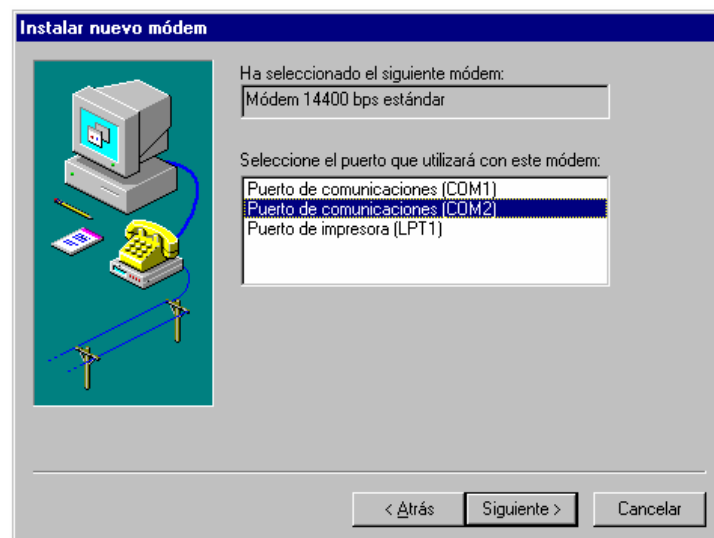 Instalar nuevo módem
Ha seleccionado el siguiente módem:
Módem 14400 bps estándar
Seleccione el puerto que utilizará con este módem:
Puerto de comunicaciones (COM1)
Puerto de comunicaciones (COM2)
Puerto de impresora (LPT1)
< Atrás
Siguiente >
Cancelar